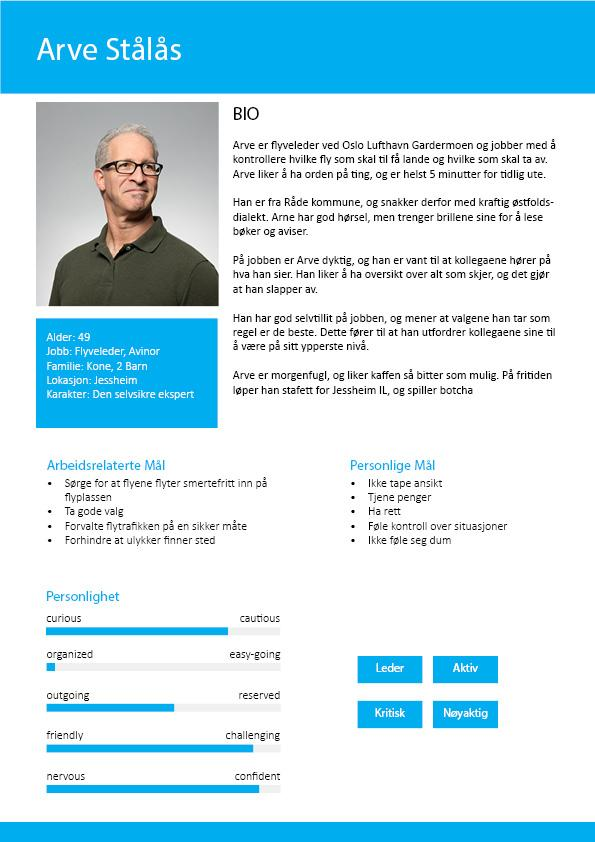 Arve Stålås
BIO
Arve er flyveleder ved Oslo Lufthavn Gardermoen og jobber med å
kontrollere hvilke fly som skal til få lande og hvilke som skal ta av.
Arve liker å ha orden på ting, og er helst 5 minutter for tidlig ute.
Han er fra Råde kommune, og snakker derfor med kraftig østfolds-
dialekt. Arne har god hørsel, men trenger brillene sine for å lese
bøker og aviser.
På jobben er Arve dyktig, og han er vant til at kollegaene hører på
hva han sier. Han liker å ha oversikt over alt som skjer, og det gjør
at han slapper av.
Han har god selvtillit på jobben, og mener at valgene han tar som
regel er de beste. Dette fører til at han utfordrer kollegaene sine til
å være på sitt ypperste nivå.
Arve er morgenfugl, og liker kaffen så bitter som mulig. På fritiden
løper han stafett for Jessheim IL, og spiller botcha
Alder: 49
Jobb: Flyveleder, Avinor
Familie: Kone, 2 Barn
Lokasjon: Jessheim
Karakter: Den selvsikre ekspert
Arbeidsrelaterte Mål
• Sørge for at flyene flyter smertefritt inn på
flyplassen
• Ta gode valg
• Forvalte flytrafikken på en sikker måte
• Forhindre at ulykker finner sted
Personlige Mål
• Ikke tape ansikt
• Tjene penger
• Ha rett
• Føle kontroll over situasjoner
• Ikke føle seg dum
Personlighet
curious cautious
organized easy-going
outgoing reserved
friendly challenging
nervous confident
Leder Aktiv
Kritisk Nøyaktig